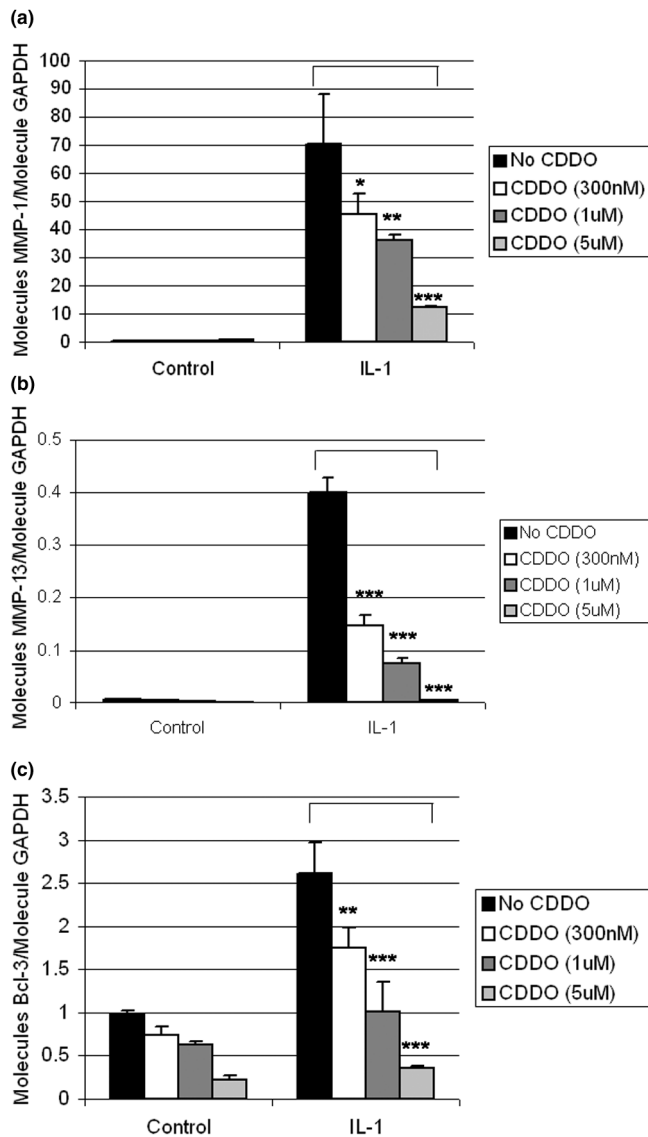 (a)
Molecules MMP-1/Molecule GAPDH
100
90
80
70
60
50
40
30
20
10
0
*
**
***
Control
IL-1
No CDDO
CDDO (300nM)
CDDO (1uM)
CDDO (5uM)
(b)
Molecules MMP-13/Molecule GAPDH
0.5
0.4
0.3
0.2
0.1
0
***
***
***
Control
IL-1
No CDDO
CDDO (300nM)
CDDO (1uM)
CDDO (5uM)
(c)
Molecules Bcl-3/Molecule GAPDH
3.5
3
2.5
2
1.5
1
0.5
0
**
***
***
Control
IL-1
No CDDO
CDDO (300nM)
CDDO (1uM)
CDDO (5uM)